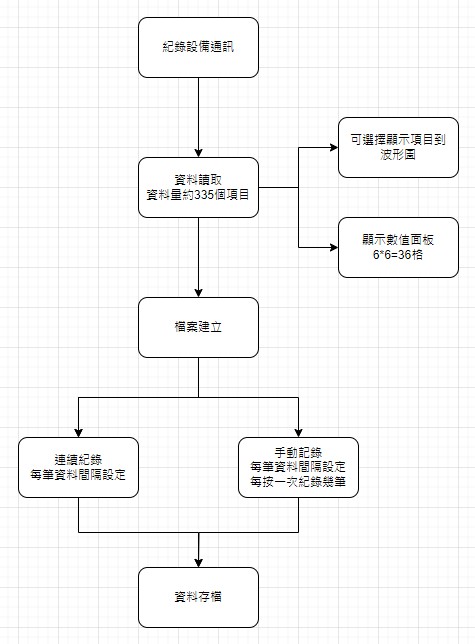 紀錄設備通訊
可選擇顯示項目到
波形圖
資料讀取
資料量約335個項目
顯示數值面板
6*6=36格
檔案建立
連續紀錄
每筆資料間隔設定
手動記錄
每筆資料間隔設定
每按一次紀錄幾筆
資料存檔